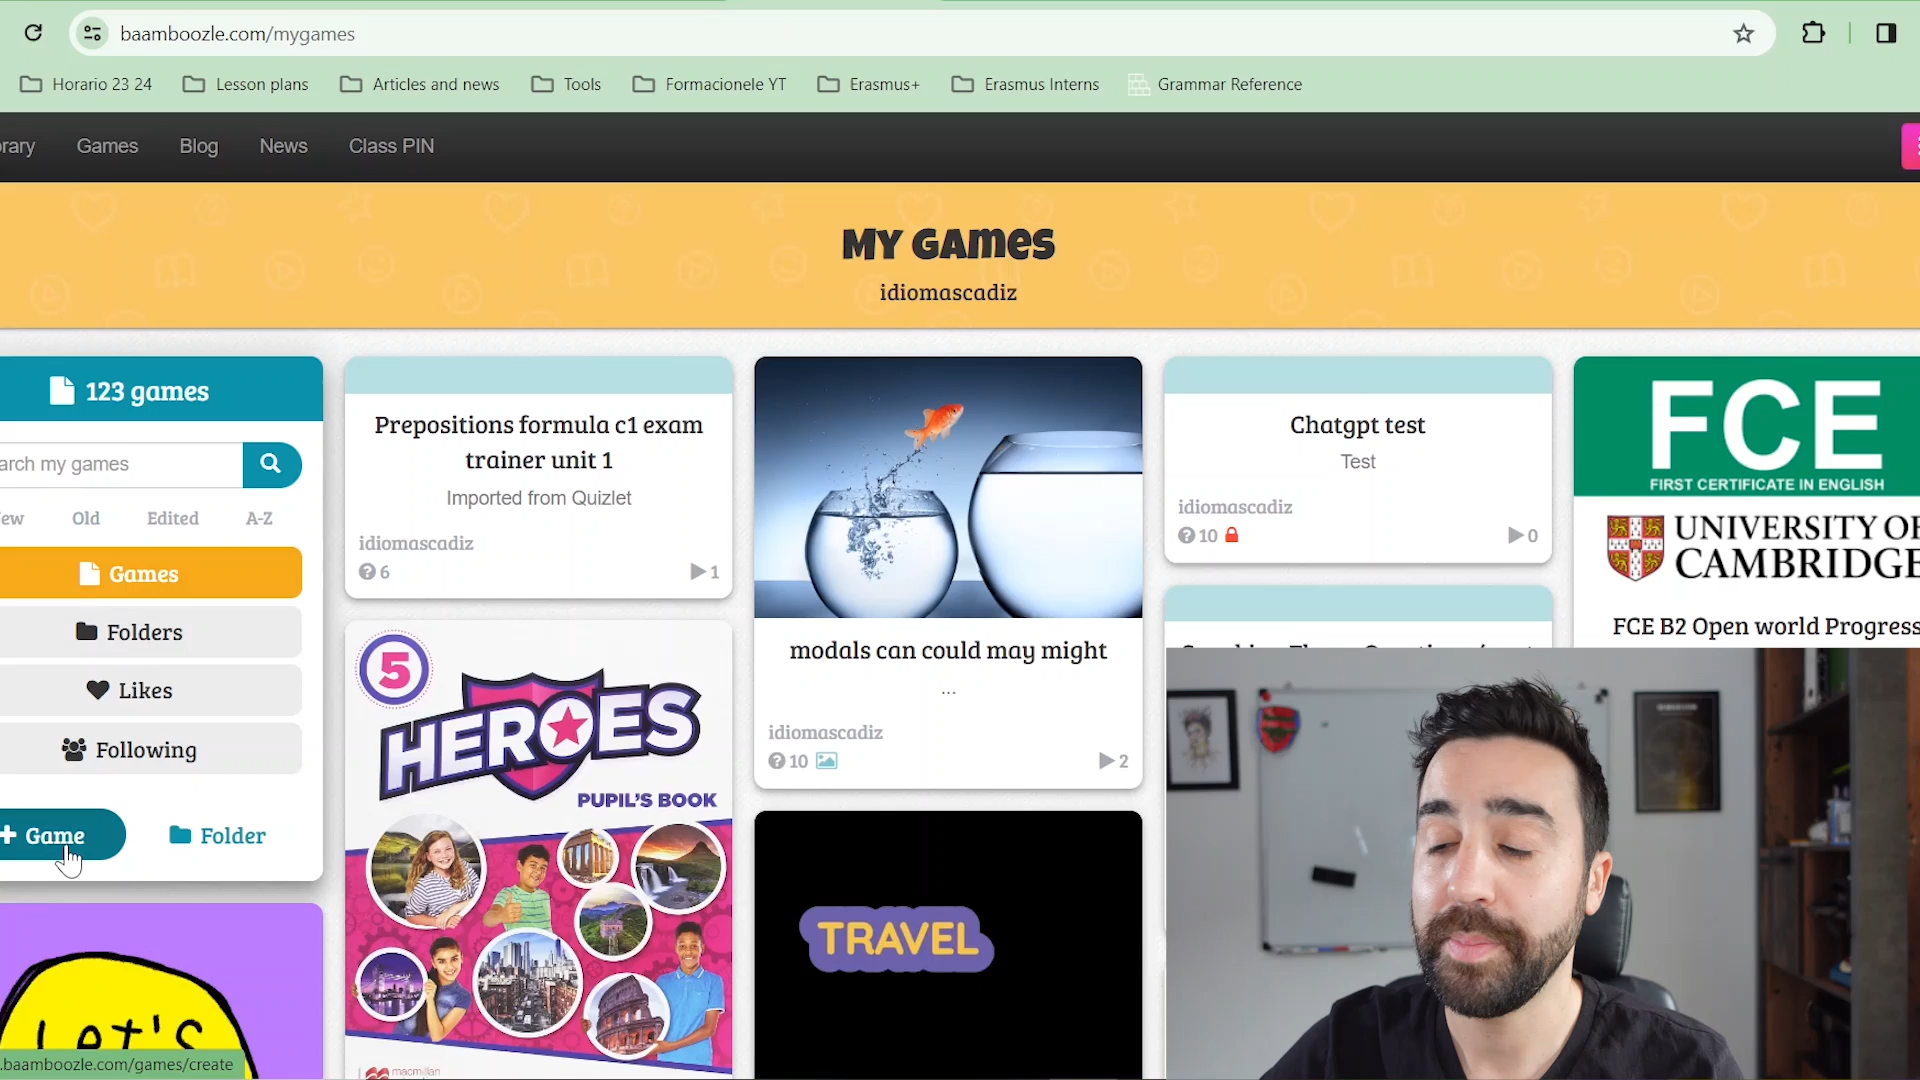 baamboozle.com/mygames
Horario 23 24
Lesson plans
Articles and news
Tools
Formacionele YT
Erasmus+
Erasmus Interns
Grammar Reference
rary
Games
Blog
News
Class PIN
My Games
idiomascadiz
123 games
arch my games
ew
Old
Edited
A-Z
Games
Folders
Likes
Following
+ Game
Folder
Let's
.baamboozle.com/games/create
Prepositions formula c1 exam
trainer unit 1
Imported from Quizlet
idiomascadiz
6
1
5
HEROES
PUPIL'S BOOK
macmillan
modals can could may might
...
idiomascadiz
10
2
TRAVEL
Chatgpt test
Test
idiomascadiz
10
0
FCE
FIRST CERTIFICATE IN ENGLISH
UNIVERSITY OF
CAMBRIDGE
FCE B2 Open world Progress